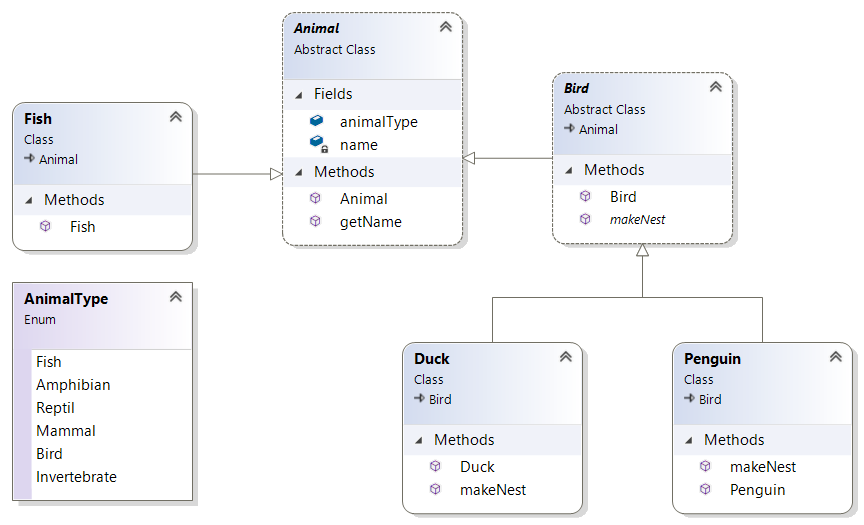 Animal
Abstract Class
Fields
animalType
name
Methods
Animal
getName
Fish
Class
Animal
Methods
Fish
Bird
Abstract Class
Animal
Methods
Bird
makeNest
AnimalType
Enum
Fish
Amphibian
Reptil
Mammal
Bird
Invertebrate
Duck
Class
Bird
Methods
Duck
makeNest
Penguin
Class
Bird
Methods
makeNest
Penguin